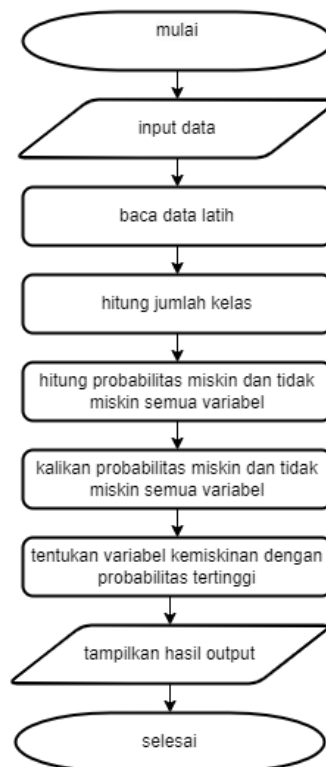 mulai
input data
baca data latih
hitung jumlah kelas
hitung probabilitas miskin dan tidak
miskin semua variabel
kalikan probabilitas miskin dan tidak
miskin semua variabel
tentukan variabel kemiskinan dengan
probabilitas tertinggi
tampilkan hasil output
selesai